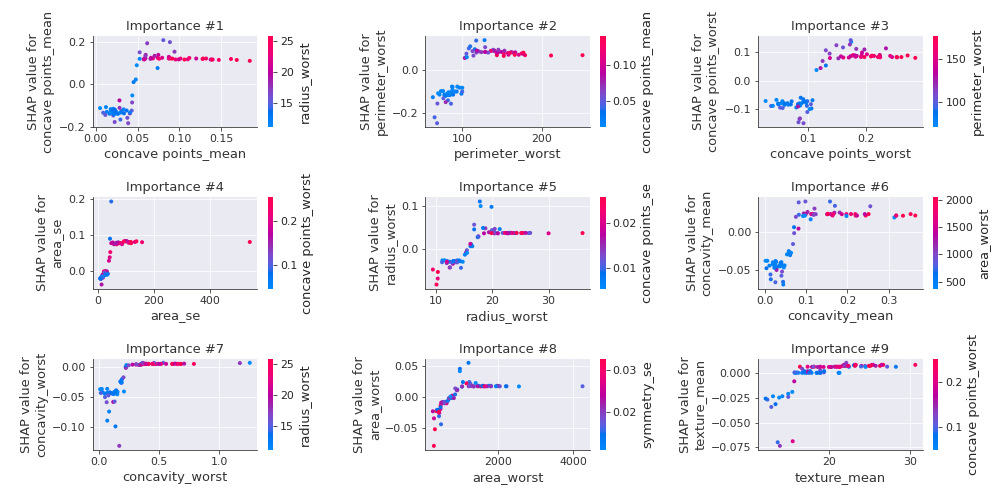 Importance #1
SHAP value for
concave points_mean
0.2
0.0
−0.2
0.00
0.05
0.10
0.15
concave points_mean
25
20
15
radius_worst
Importance #2
SHAP value for
perimeter_worst
0.0
−0.2
100
200
perimeter_worst
0.10
0.05
concave points_mean
Importance #3
SHAP value for
concave points_worst
0.1
0.0
−0.1
0.1
0.2
concave points_worst
150
100
perimeter_worst
Importance #4
SHAP value for
area_se
0.2
0.1
0.0
0
200
400
area_se
0.2
0.1
concave points_worst
Importance #5
SHAP value for
radius_worst
0.1
0.0
10
20
30
radius_worst
0.02
0.01
concave points_se
Importance #6
SHAP value for
concavity_mean
0.00
−0.05
0.0
0.1
0.2
0.3
concavity_mean
2000
1500
1000
500
area_worst
Importance #7
SHAP value for
concavity_worst
0.00
−0.05
−0.10
0.0
0.5
1.0
concavity_worst
25
20
15
radius_worst
Importance #8
SHAP value for
area_worst
0.05
0.00
−0.05
2000
4000
area_worst
0.03
0.02
symmetry_se
Importance #9
SHAP value for
texture_mean
0.000
−0.025
−0.050
−0.075
20
30
texture_mean
0.2
0.1
concave points_worst